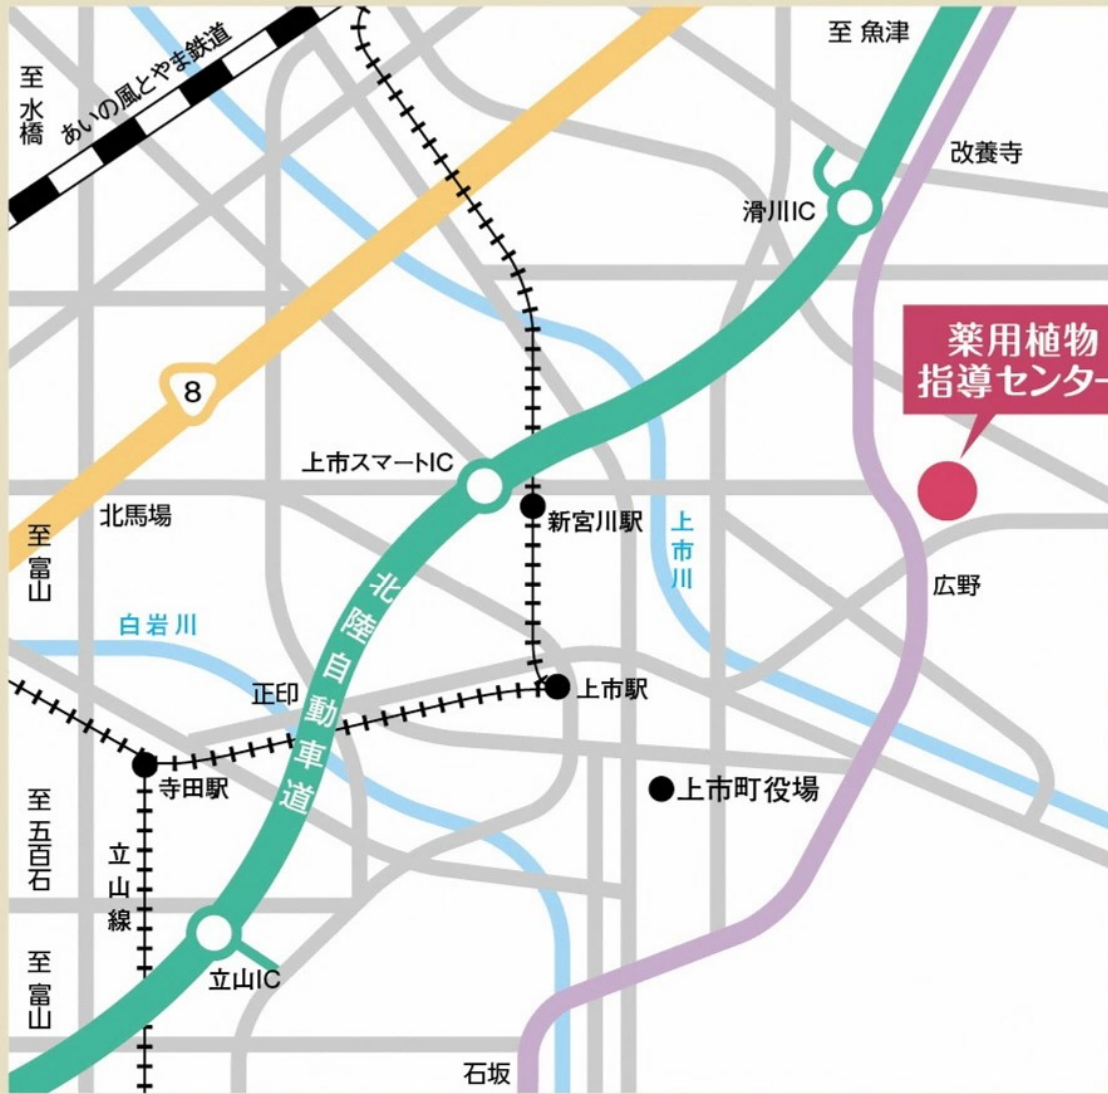 至 魚津
あいの風とやま鉄道
至 水橋
改養寺
滑川IC
薬用植物
指導センター
8
上市スマートIC
北馬場
新宮川駅
至 富山
上市川
北陸自動車道
広野
白岩川
正印
上市駅
寺田駅
上市町役場
至 五百石
立山線
至 富山
立山IC
石坂